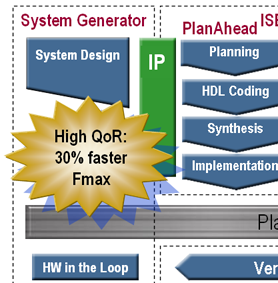 System Generator
PlanAhead
ISE
System Design
IP
Planning
HDL Coding
Synthesis
Implementation
High QoR:
30% faster
Fmax
Pla
HW in the Loop
Ver